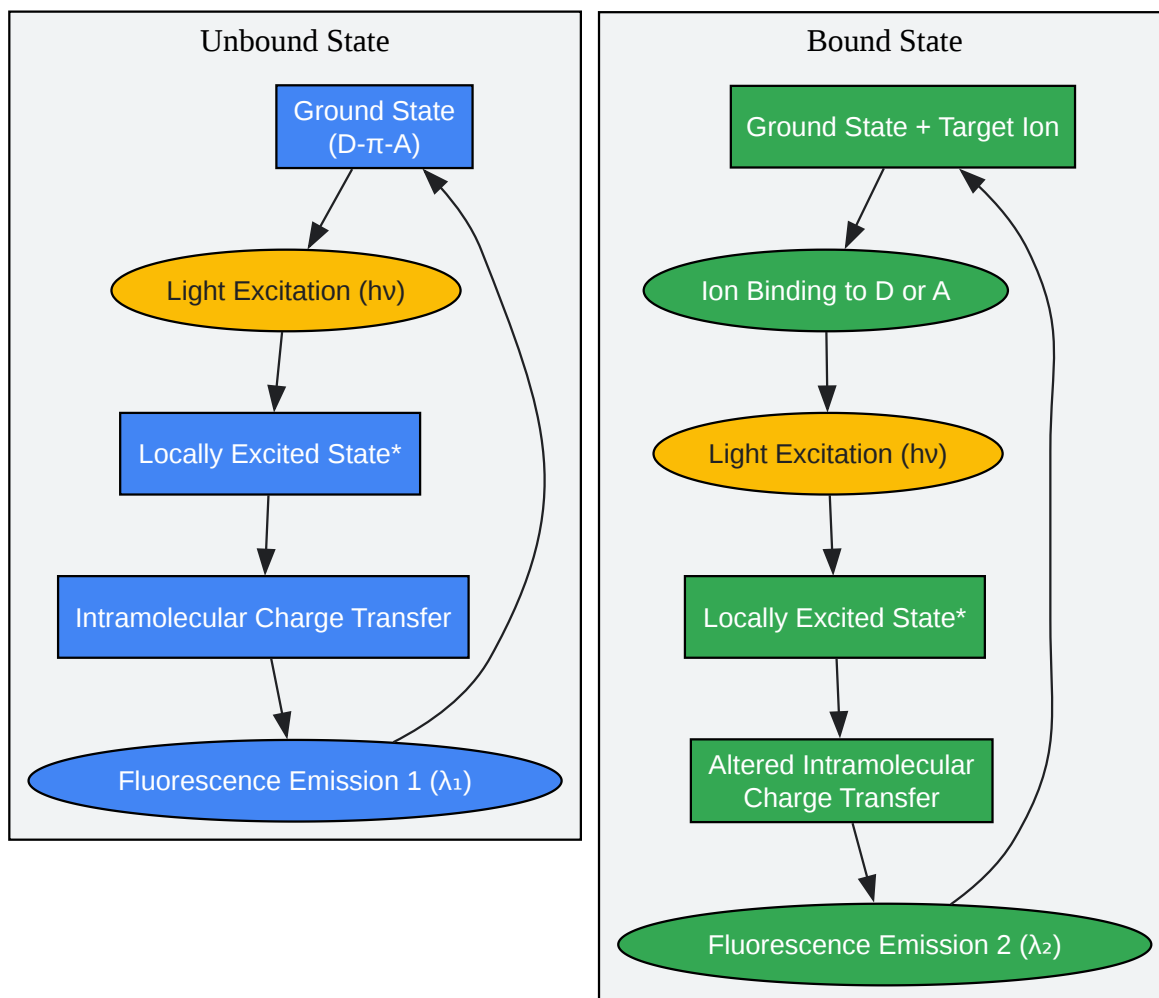 Unbound State
Ground State
(D-π-A)
Light Excitation (hν)
Locally Excited State*
Intramolecular Charge Transfer
Fluorescence Emission 1 (λ₁)
Bound State
Ground State + Target Ion
Ion Binding to D or A
Light Excitation (hν)
Locally Excited State*
Altered Intramolecular
Charge Transfer
Fluorescence Emission 2 (λ₂)